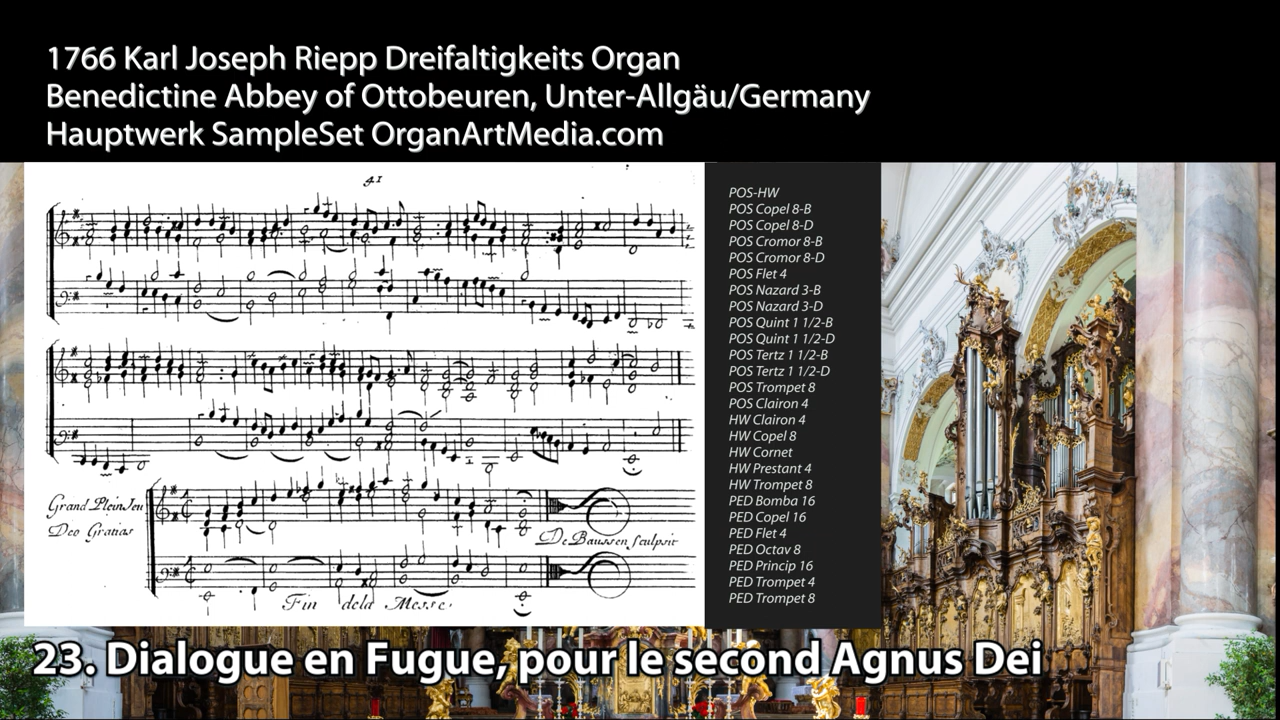 1766 Karl Joseph Riepp Dreifaltigkeits Organ
Benedictine Abbey of Ottobeuren, Unter-Allgäu/Germany
Hauptwerk SampleSet OrganArtMedia.com
41
Grand Plein Jeu
Deo Gratias
De Baussen sculpsit
Fin de la Messe
POS-HW
POS Copel 8-B
POS Copel 8-D
POS Cromor 8-B
POS Cromor 8-D
POS Flet 4
POS Nazard 3-B
POS Nazard 3-D
POS Quint 1 1/2-B
POS Quint 1 1/2-D
POS Tertz 1 1/2-B
POS Tertz 1 1/2-D
POS Trompet 8
POS Clairon 4
HW Clairon 4
HW Copel 8
HW Cornet
HW Prestant 4
HW Trompet 8
PED Bomba 16
PED Copel 16
PED Flet 4
PED Octav 8
PED Princip 16
PED Trompet 4
PED Trompet 8
23. Dialogue en Fugue, pour le second Agnus Dei